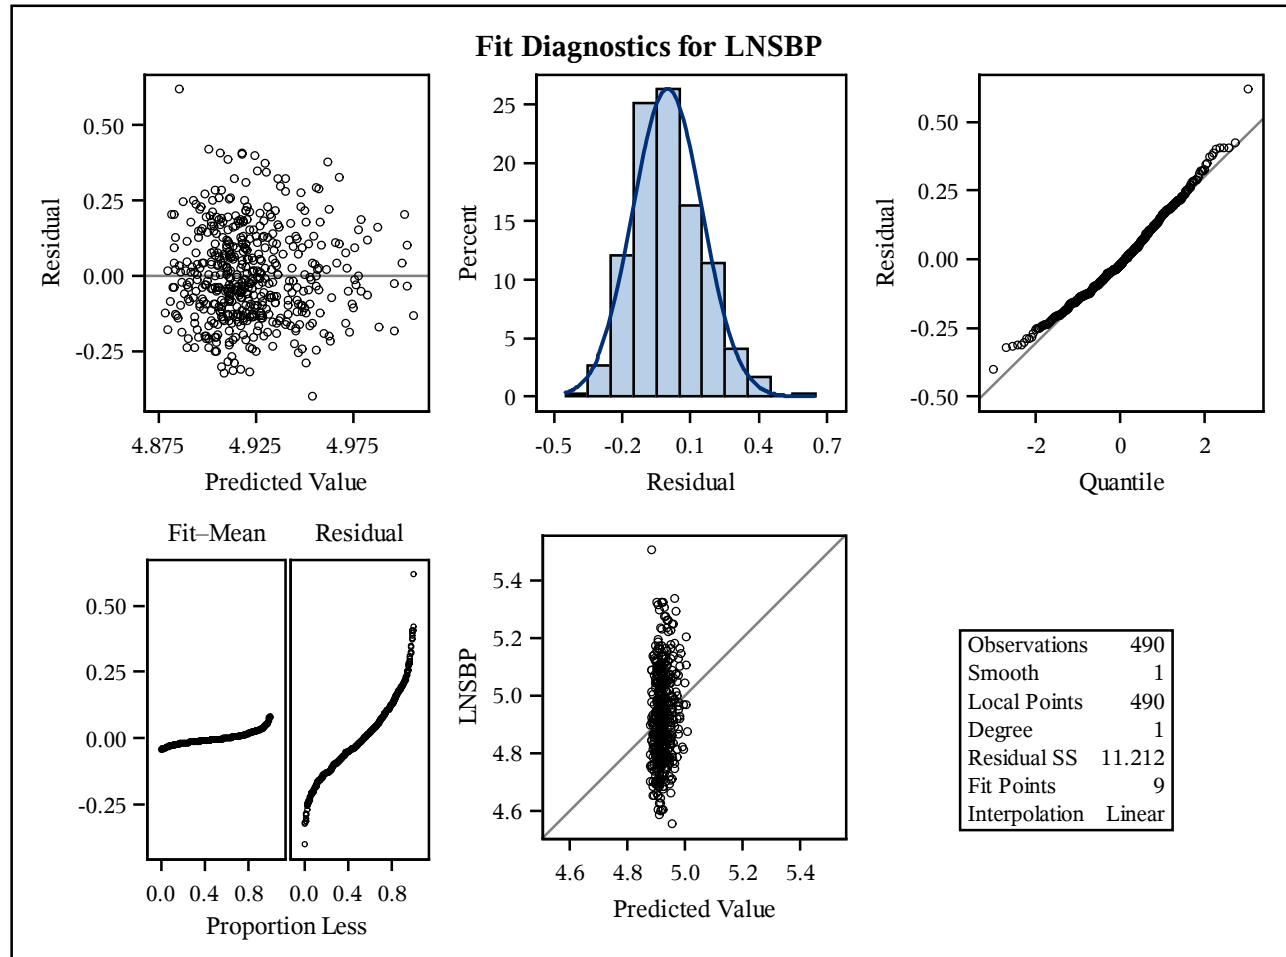 Fit Diagnostics for LNSBP
0.50
0.25
0.00
-0.25
Residual
4.875 4.925 4.975
Predicted Value
25
20
15
10
5
0
Percent
-0.5 -0.2 0.1 0.4 0.7
Residual
0.50
0.25
0.00
-0.25
-0.50
Residual
-2 0 2
Quantile
Fit–Mean Residual
0.50
0.25
0.00
-0.25
0.0 0.4 0.8 0.0 0.4 0.8
Proportion Less
5.4
5.2
5.0
4.8
4.6
LNSBP
4.6 4.8 5.0 5.2 5.4
Predicted Value
Observations 490
Smooth 1
Local Points 490
Degree 1
Residual SS 11.212
Fit Points 9
Interpolation Linear